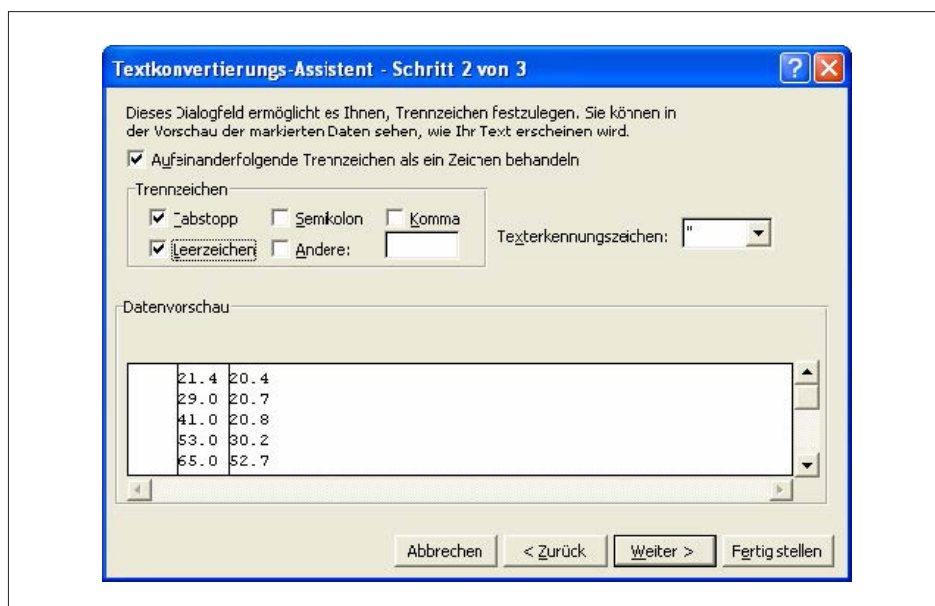 Textkonvertierungs-Assistent - Schritt 2 von 3
Dieses Dialogfeld ermöglicht es Ihnen, Trennzeichen festzulegen. Sie können in
der Vorschau der markierten Daten sehen, wie Ihr Text erscheinen wird.
Aufeinanderfolgende Trennzeichen als ein Zeichen behandeln
Trennzeichen
Tabstopp Semikolon Komma
Leerzeichen Andere:
Texterkennungszeichen: "
Datenvorschau
21.4 20.4
29.0 20.7
41.0 20.8
53.0 30.2
65.0 52.7
Abbrechen < Zurück Weiter > Fertig stellen